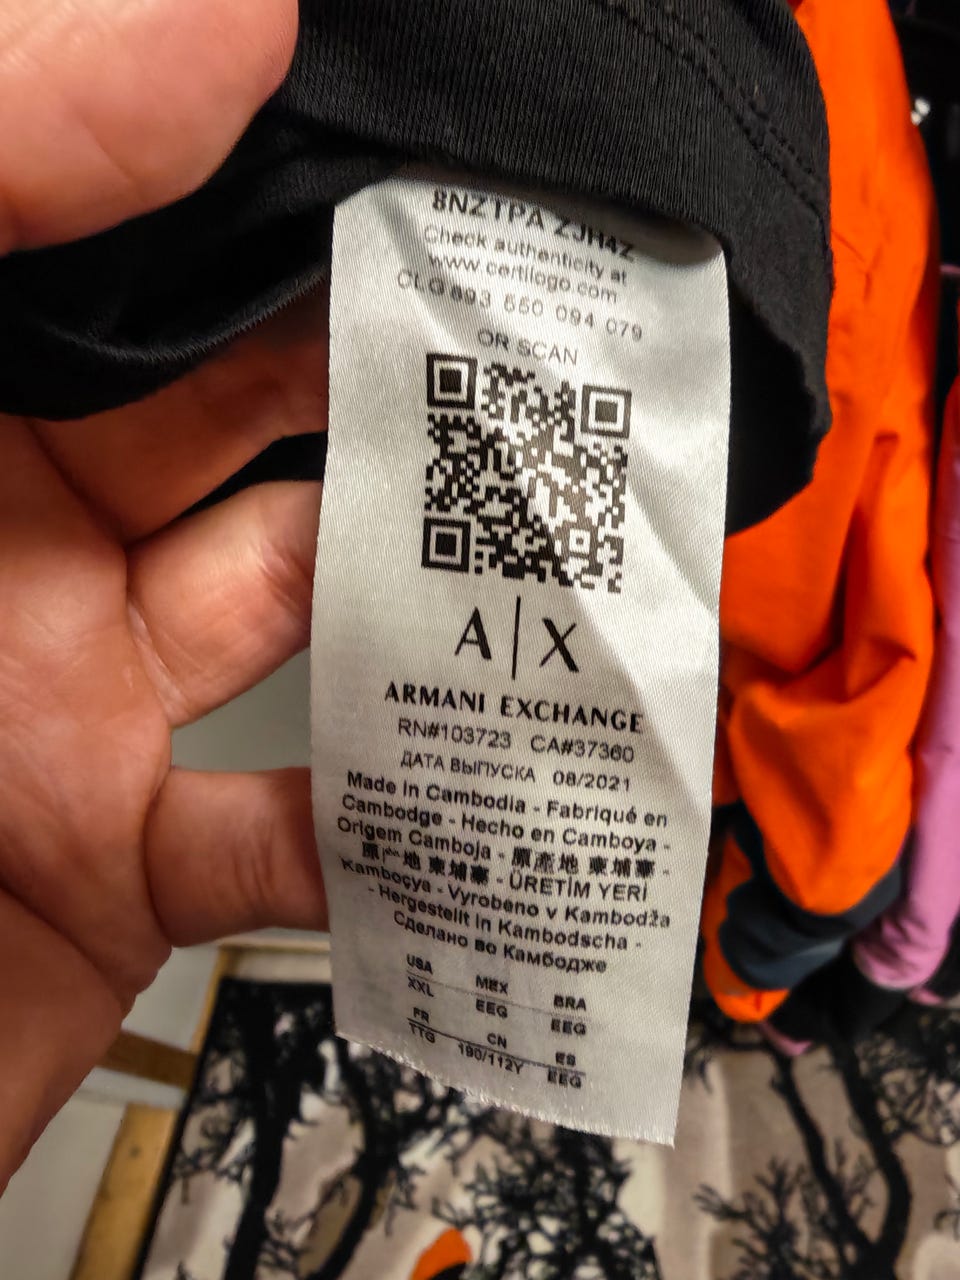 8NZTPA ZJH4Z
Check authenticity at
www.certilogo.com
CLG 893 550 094 079
OR SCAN
A|X
ARMANI EXCHANGE
RN#103723 CA#37360
ДАТА ВЫПУСКА 08/2021
Made in Cambodia - Fabriqué en
Cambodge - Hecho en Camboya -
Origem Camboja - 原產地 柬埔寨 -
原产地 柬埔寨 - ÜRETİM YERİ
Kamboçya - Vyrobeno v Kambodža
- Hergestellt in Kambodscha -
Сделано во Камбодже
USA MEX BRA
XXL EEG EEG
FR CN ES
TTG 190/112Y EEG